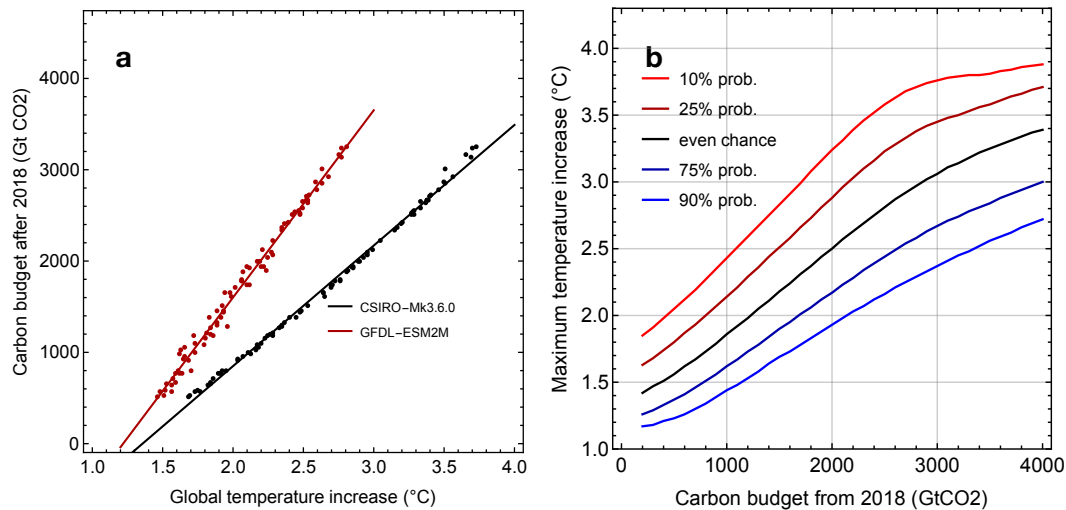 a
Carbon budget after 2018 (Gt CO2)
4000
3000
2000
1000
0
1.0 1.5 2.0 2.5 3.0 3.5 4.0
Global temperature increase (°C)
CSIRO-Mk3.6.0
GFDL-ESM2M
b
Maximum temperature increase (°C)
4.0
3.5
3.0
2.5
2.0
1.5
1.0
10% prob.
25% prob.
even chance
75% prob.
90% prob.
0 1000 2000 3000 4000
Carbon budget from 2018 (GtCO2)